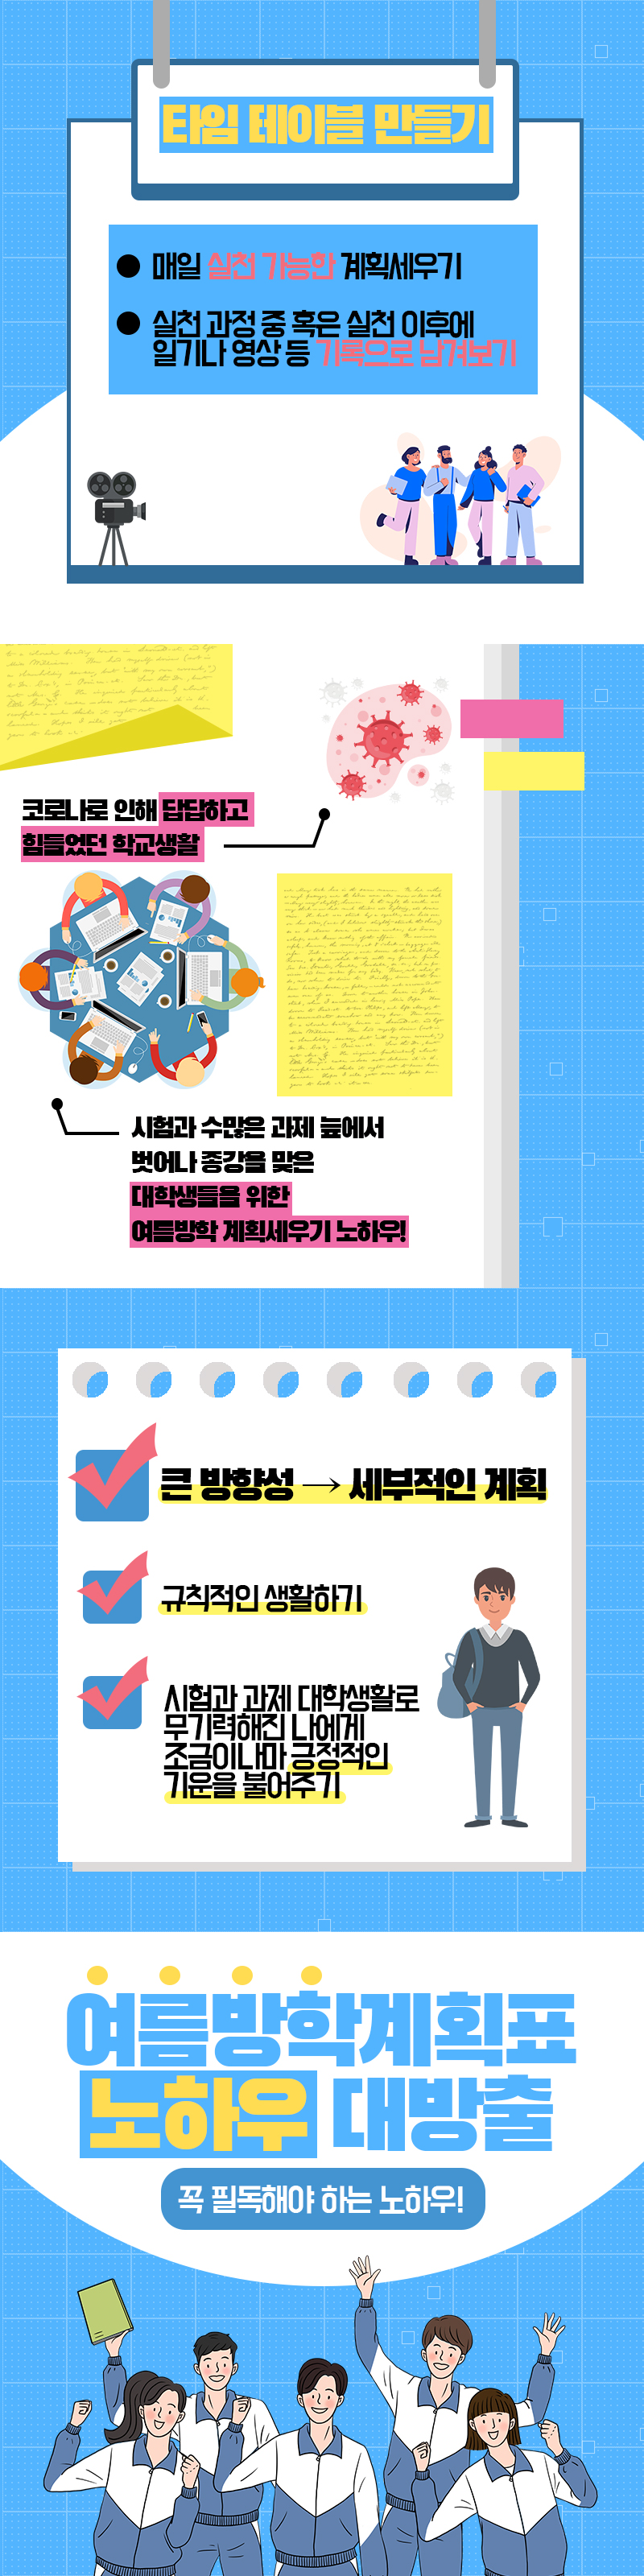 타임 테이블 만들기
매일 실천 가능한 계획세우기
실천 과정 중 혹은 실천 이후에
일기나 영상 등 기록으로 남겨보기
코로나로 인해 답답하고
힘들었던 학교생활
시험과 수많은 과제 늪에서
벗어나 종강을 맞은
대학생들을 위한
여름방학 계획세우기 노하우!
큰 방향성 → 세부적인 계획
규칙적인 생활하기
시험과 과제 대학생활로
무기력해진 나에게
조금이나마 긍정적인
기운을 불어주기
여름방학계획표
노하우 대방출
꼭 필독해야 하는 노하우!